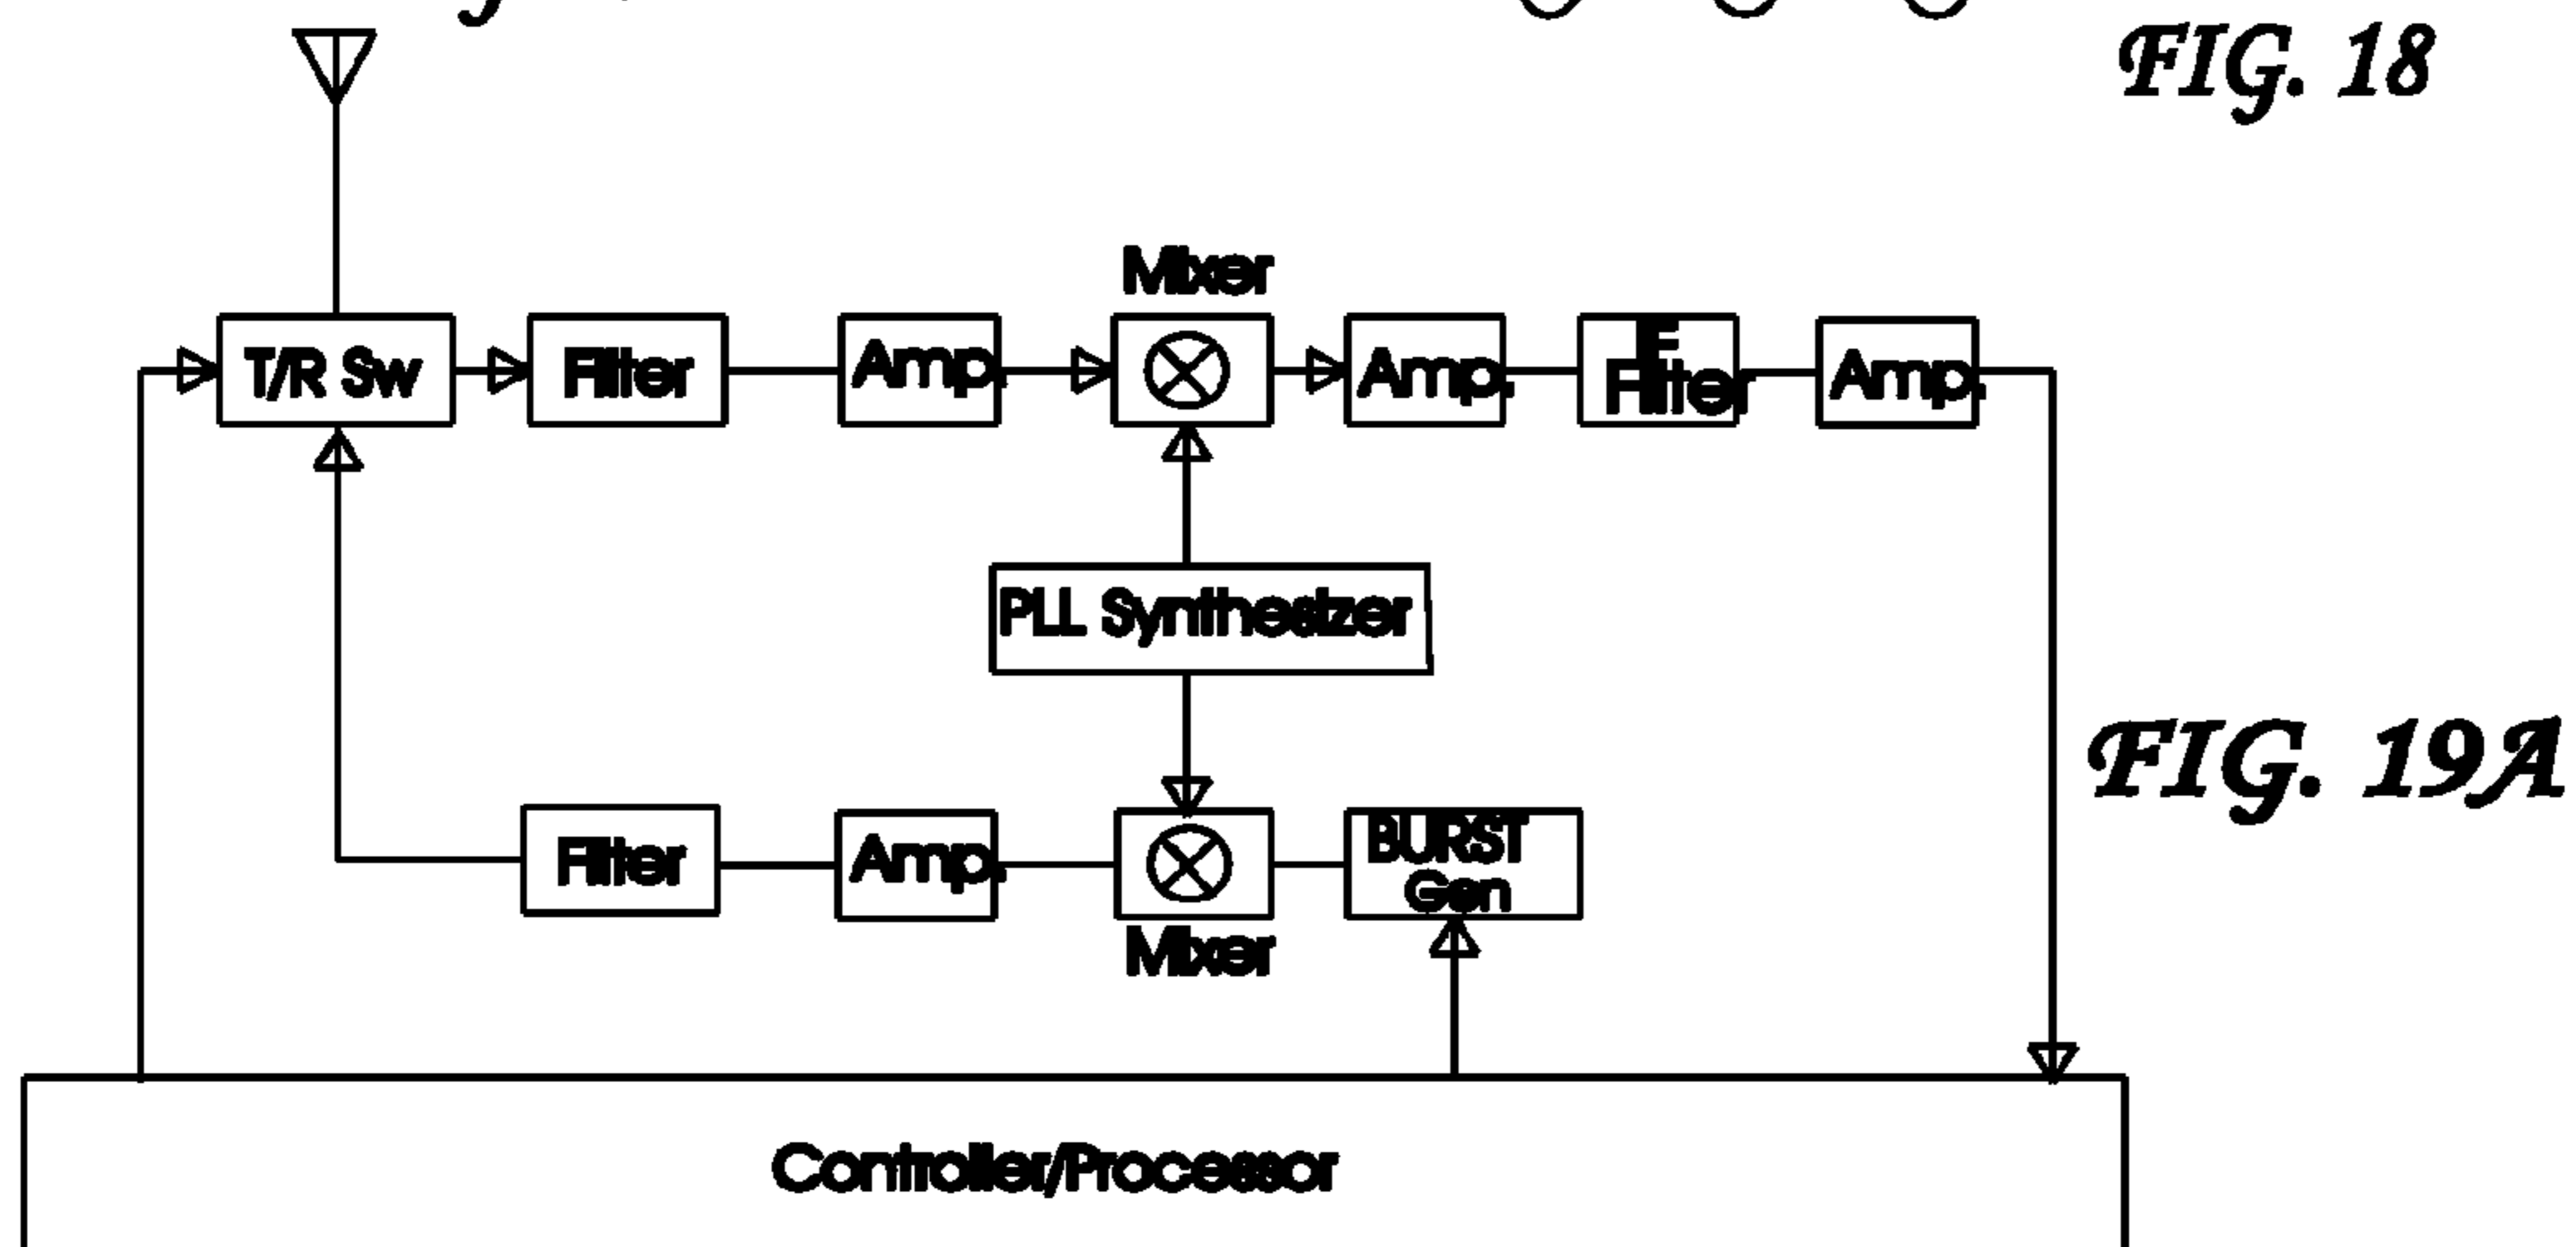 FIG. 18
Mixer
T/R Sw
Filter
Amp.
Amp.
IF
Filter
Amp.
PLL Synthesizer
FIG. 19A
Filter
Amp.
BURST
Gen
Mixer
Controller/Processor